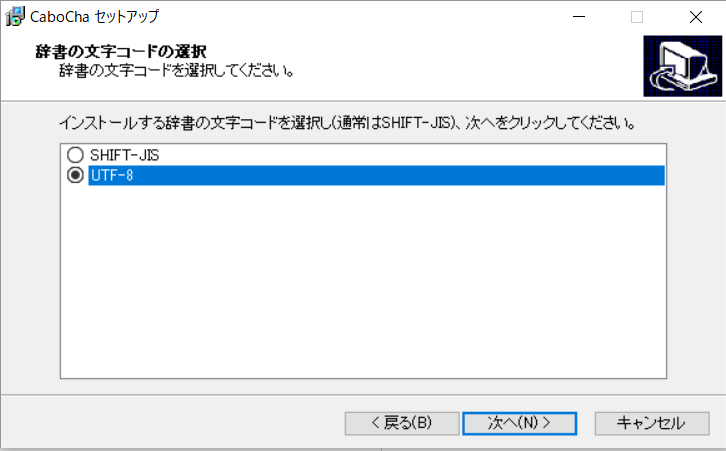 CaboCha セットアップ
辞書の文字コードの選択
辞書の文字コードを選択してください。
インストールする辞書の文字コードを選択し(通常はSHIFT-JIS)、次へをクリックしてください。
SHIFT-JIS
UTF-8
< 戻る(B) 次へ(N) > キャンセル